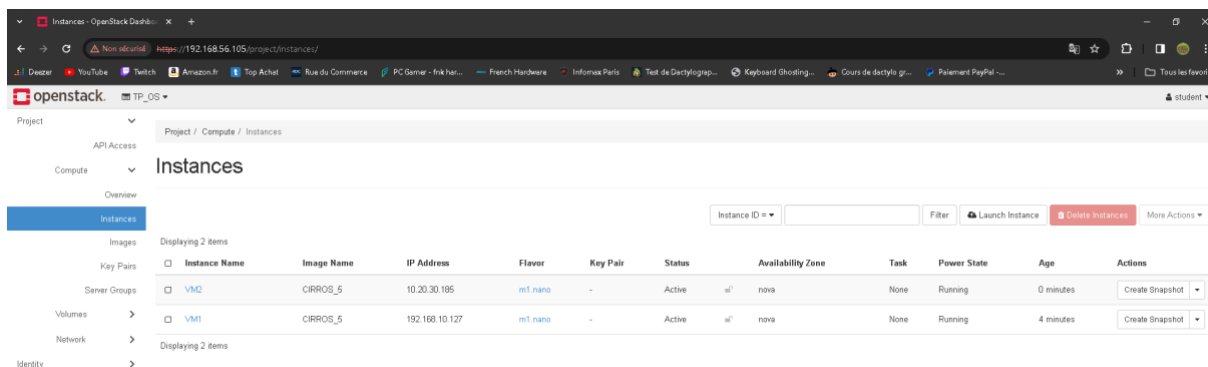 Instances - OpenStack Dashbo
Non sécurisé https://192.168.56.105/project/instances/
Deezer YouTube Twitch Amazon.fr Top Achat Rue du Commerce PC Gamer - fnk har... French Hardware Infomax Paris Test de Dactylograp... Keyboard Ghosting... Cours de dactylo gr... Paiement PayPal -... » Tous les favori
openstack. TP_OS student
Project
API Access
Compute
Overview
Instances
Images
Key Pairs
Server Groups
Volumes
Network
Identity
Project / Compute / Instances
Instances
Instance ID = Filter Launch Instance Delete Instances More Actions
Displaying 2 items
Instance Name Image Name IP Address Flavor Key Pair Status Availability Zone Task Power State Age Actions
VM2 CIRROS_5 10.20.30.185 m1.nano - Active nova None Running 0 minutes Create Snapshot
VM1 CIRROS_5 192.168.10.127 m1.nano - Active nova None Running 4 minutes Create Snapshot
Displaying 2 items